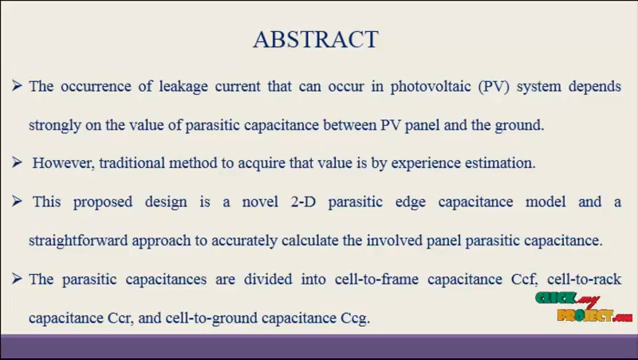 ABSTRACT
➢ The occurrence of leakage current that can occur in photovoltaic (PV) system depends
strongly on the value of parasitic capacitance between PV panel and the ground.
➢ However, traditional method to acquire that value is by experience estimation.
➢ This proposed design is a novel 2-D parasitic edge capacitance model and a
straightforward approach to accurately calculate the involved panel parasitic capacitance.
➢ The parasitic capacitances are divided into cell-to-frame capacitance Ccf, cell-to-rack
capacitance Ccr, and cell-to-ground capacitance Ccg.
CLICK my
PROJECT.com